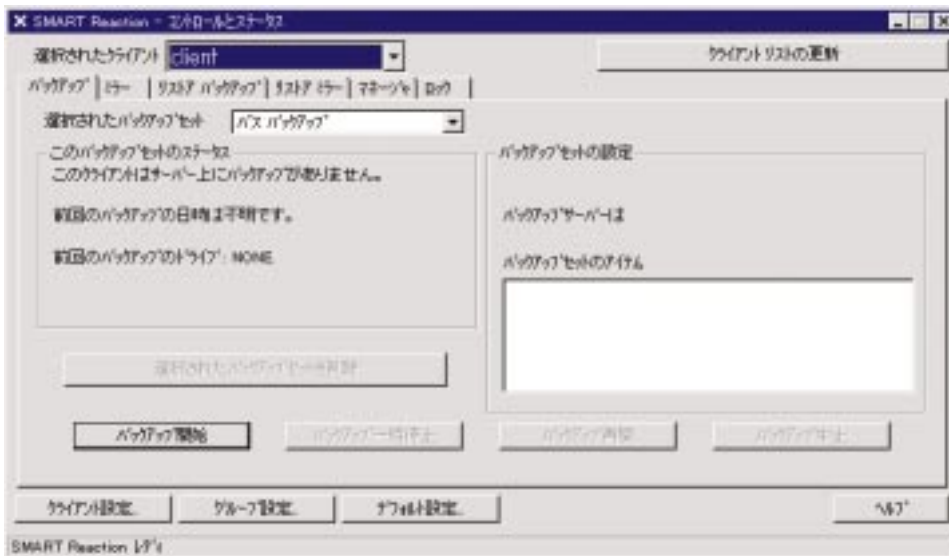 SMART Reaction - ｺﾝﾄﾛｰﾙとｽﾃｰﾀｽ
選択されたｸﾗｲｱﾝﾄ client
ｸﾗｲｱﾝﾄ ﾘｽﾄの更新
ﾊﾞｯｸｱｯﾌﾟ ﾐﾗｰ ﾘｽﾄｱ ﾊﾞｯｸｱｯﾌﾟ ﾘｽﾄｱ ﾐﾗｰ ﾏﾈｰｼﾞｬ ﾛｯｸ
選択されたﾊﾞｯｸｱｯﾌﾟｾｯﾄ ﾊﾟｽ ﾊﾞｯｸｱｯﾌﾟ
このﾊﾞｯｸｱｯﾌﾟｾｯﾄのｽﾃｰﾀｽ
このｸﾗｲｱﾝﾄはｻｰﾊﾞｰ上にﾊﾞｯｸｱｯﾌﾟがありません。
前回のﾊﾞｯｸｱｯﾌﾟの日時は不明です。
前回のﾊﾞｯｸｱｯﾌﾟのﾄﾞﾗｲﾌﾞ: NONE
ﾊﾞｯｸｱｯﾌﾟｾｯﾄの設定
ﾊﾞｯｸｱｯﾌﾟｻｰﾊﾞｰは
ﾊﾞｯｸｱｯﾌﾟｾｯﾄのｱｲﾃﾑ
選択されたﾊﾞｯｸｱｯﾌﾟｾｯﾄを削除
ﾊﾞｯｸｱｯﾌﾟ開始 ﾊﾞｯｸｱｯﾌﾟ一時停止 ﾊﾞｯｸｱｯﾌﾟ再開 ﾊﾞｯｸｱｯﾌﾟ中止
ｸﾗｲｱﾝﾄ設定... ｸﾞﾙｰﾌﾟ設定... ﾃﾞﾌｫﾙﾄ設定... ﾍﾙﾌﾟ
SMART Reaction ﾚﾃﾞｨ